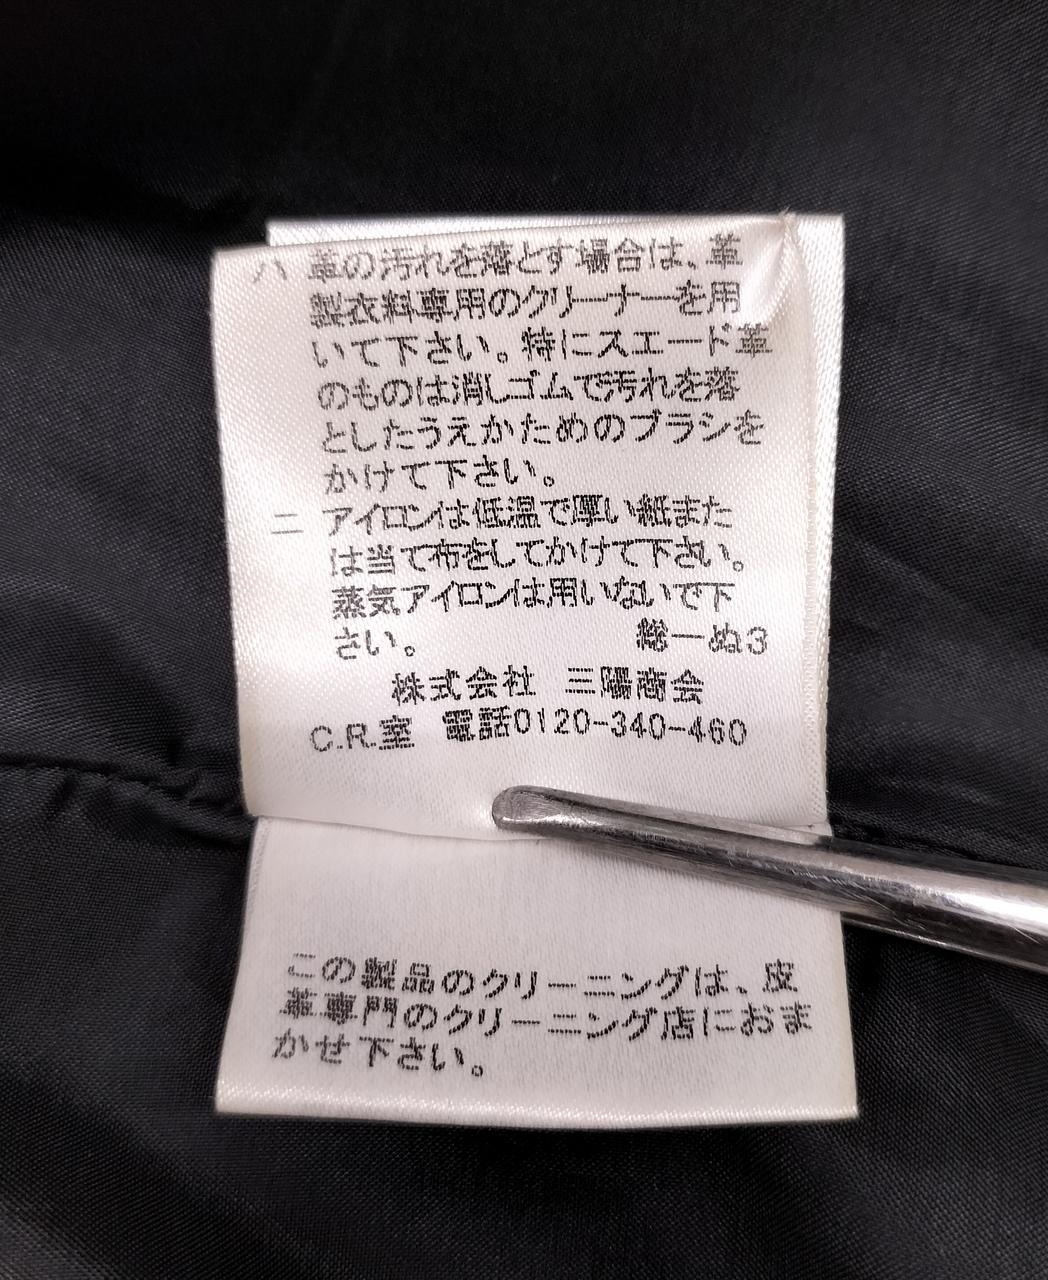 ハ 革の汚れを落とす場合は、革
製衣料専用のクリーナーを用
いて下さい。特にスエード革
のものは消しゴムで汚れを落
としたうえかためのブラシを
かけて下さい。
ニ アイロンは低温で厚い紙また
は当て布をしてかけて下さい。
蒸気アイロンは用いないで下
さい。 総一ぬ3
株式会社 三陽商会
C.R.室 電話0120-340-460
この製品のクリーニングは、皮
革専門のクリーニング店におま
かせ下さい。